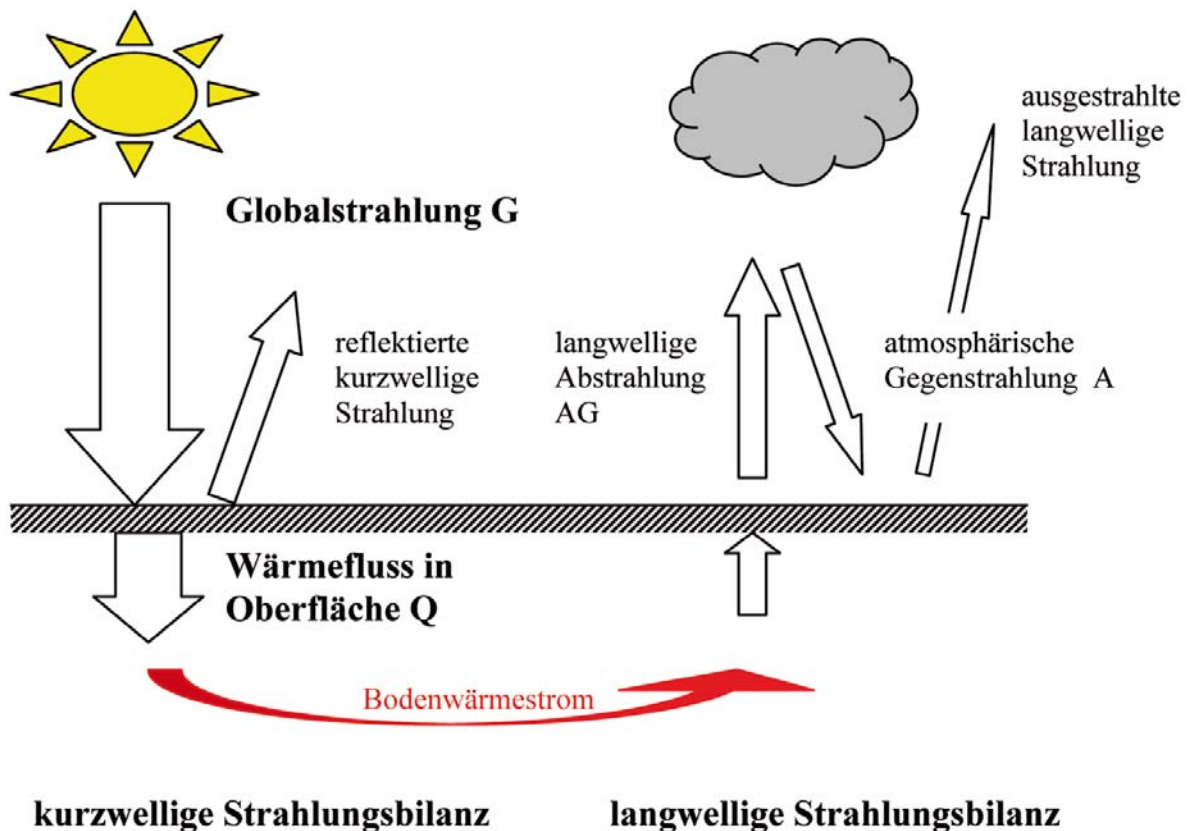 Globalstrahlung G
reflektierte
kurzwellige
Strahlung
langwellige
Abstrahlung
AG
ausgestrahlte
langwellige
Strahlung
atmosphärische
Gegenstrahlung A
Wärmefluss in
Oberfläche Q
Bodenwärmestrom
kurzwellige Strahlungsbilanz
langwellige Strahlungsbilanz